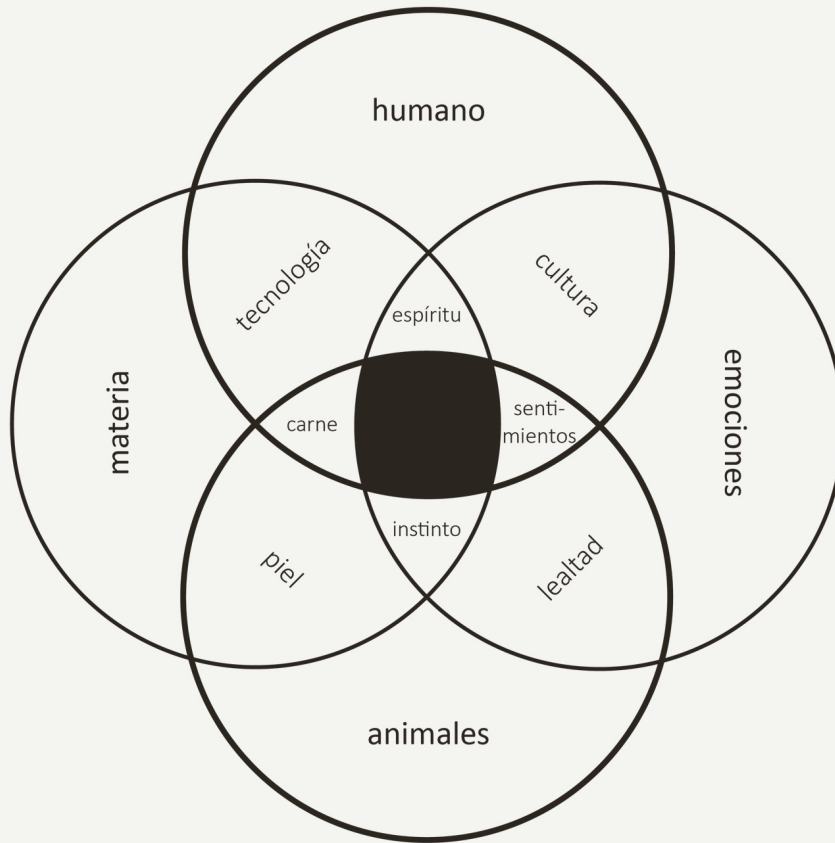 humano
tecnología
cultura
espíritu
materia
carne
senti-
mientos
emociones
instinto
piel
lealtad
animales